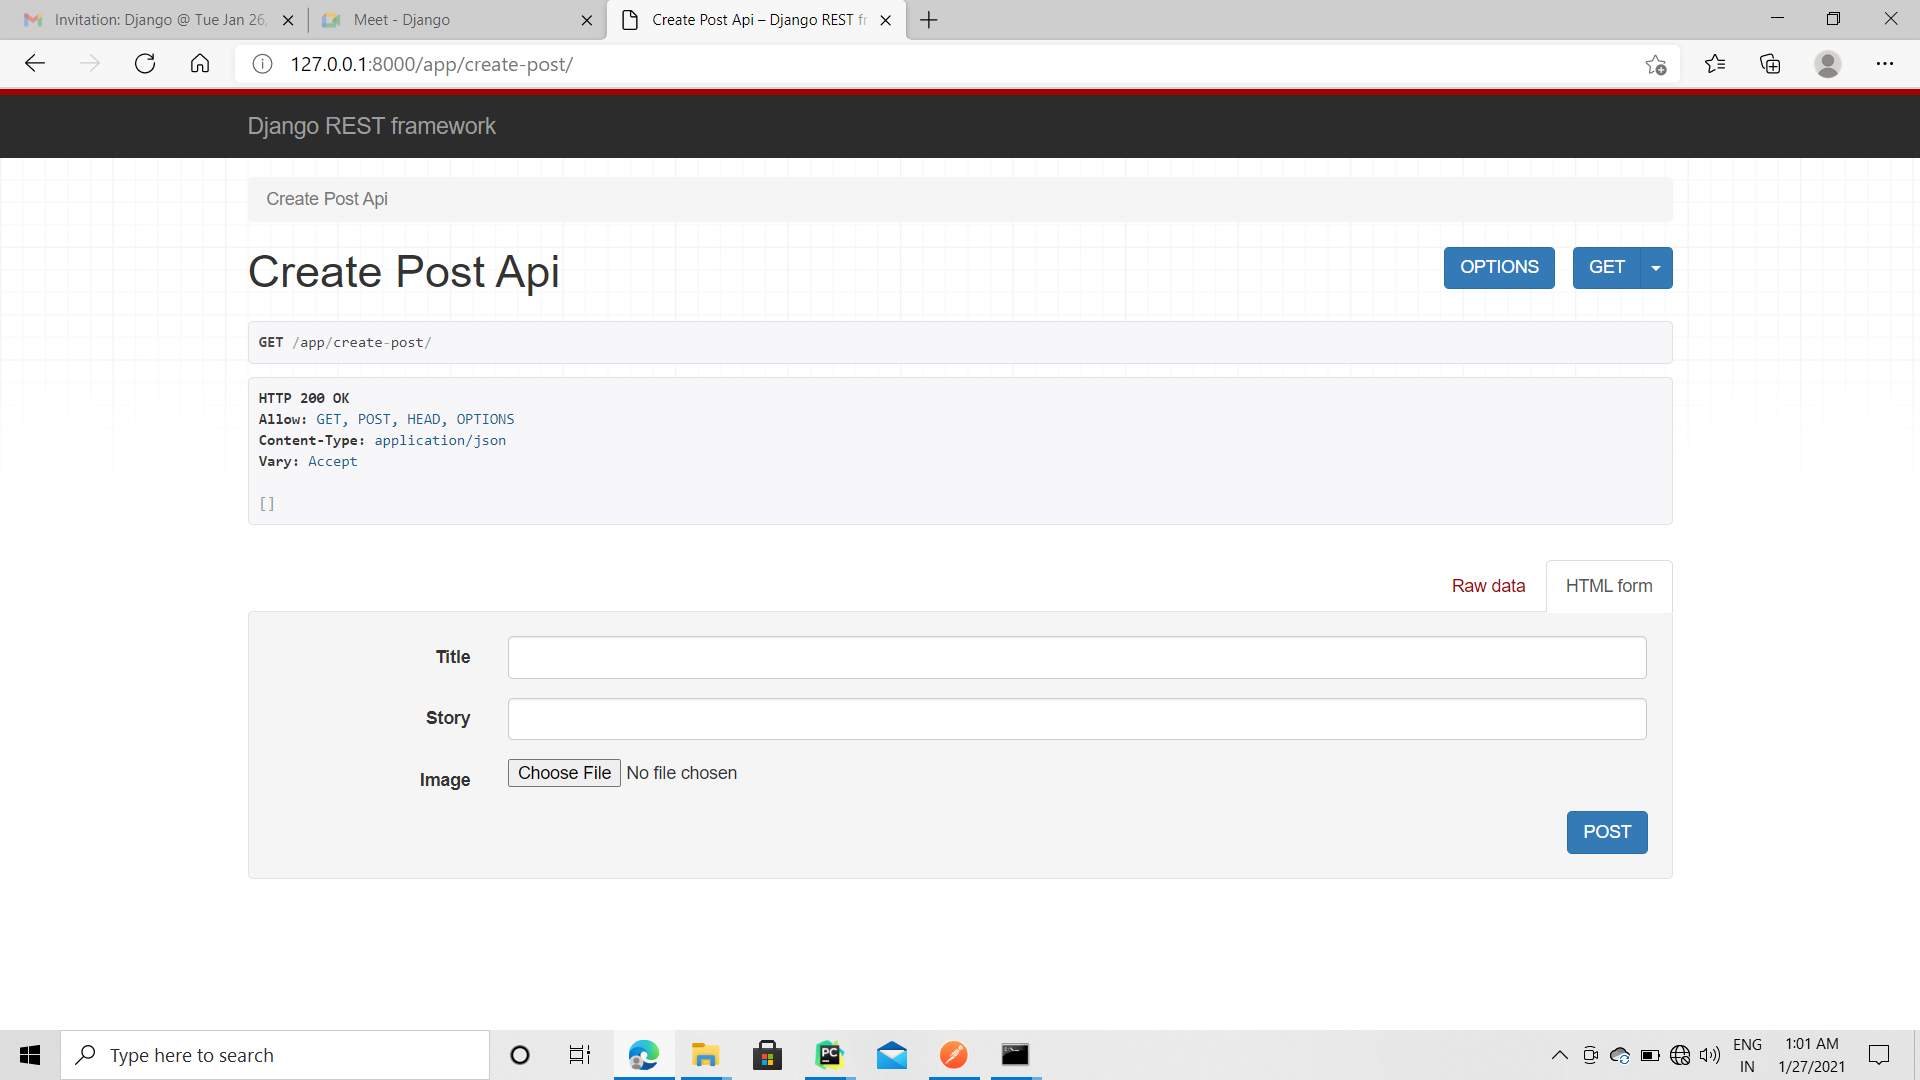 Invitation: Django @ Tue Jan 26,
Meet - Django
Create Post Api – Django REST fr
127.0.0.1:8000/app/create-post/
Django REST framework
Create Post Api
Create Post Api
OPTIONS
GET
GET /app/create-post/
HTTP 200 OK
Allow: GET, POST, HEAD, OPTIONS
Content-Type: application/json
Vary: Accept
[]
Raw data
HTML form
Title
Story
Image
Choose File No file chosen
POST
Type here to search
PC
ENG
IN
1:01 AM
1/27/2021